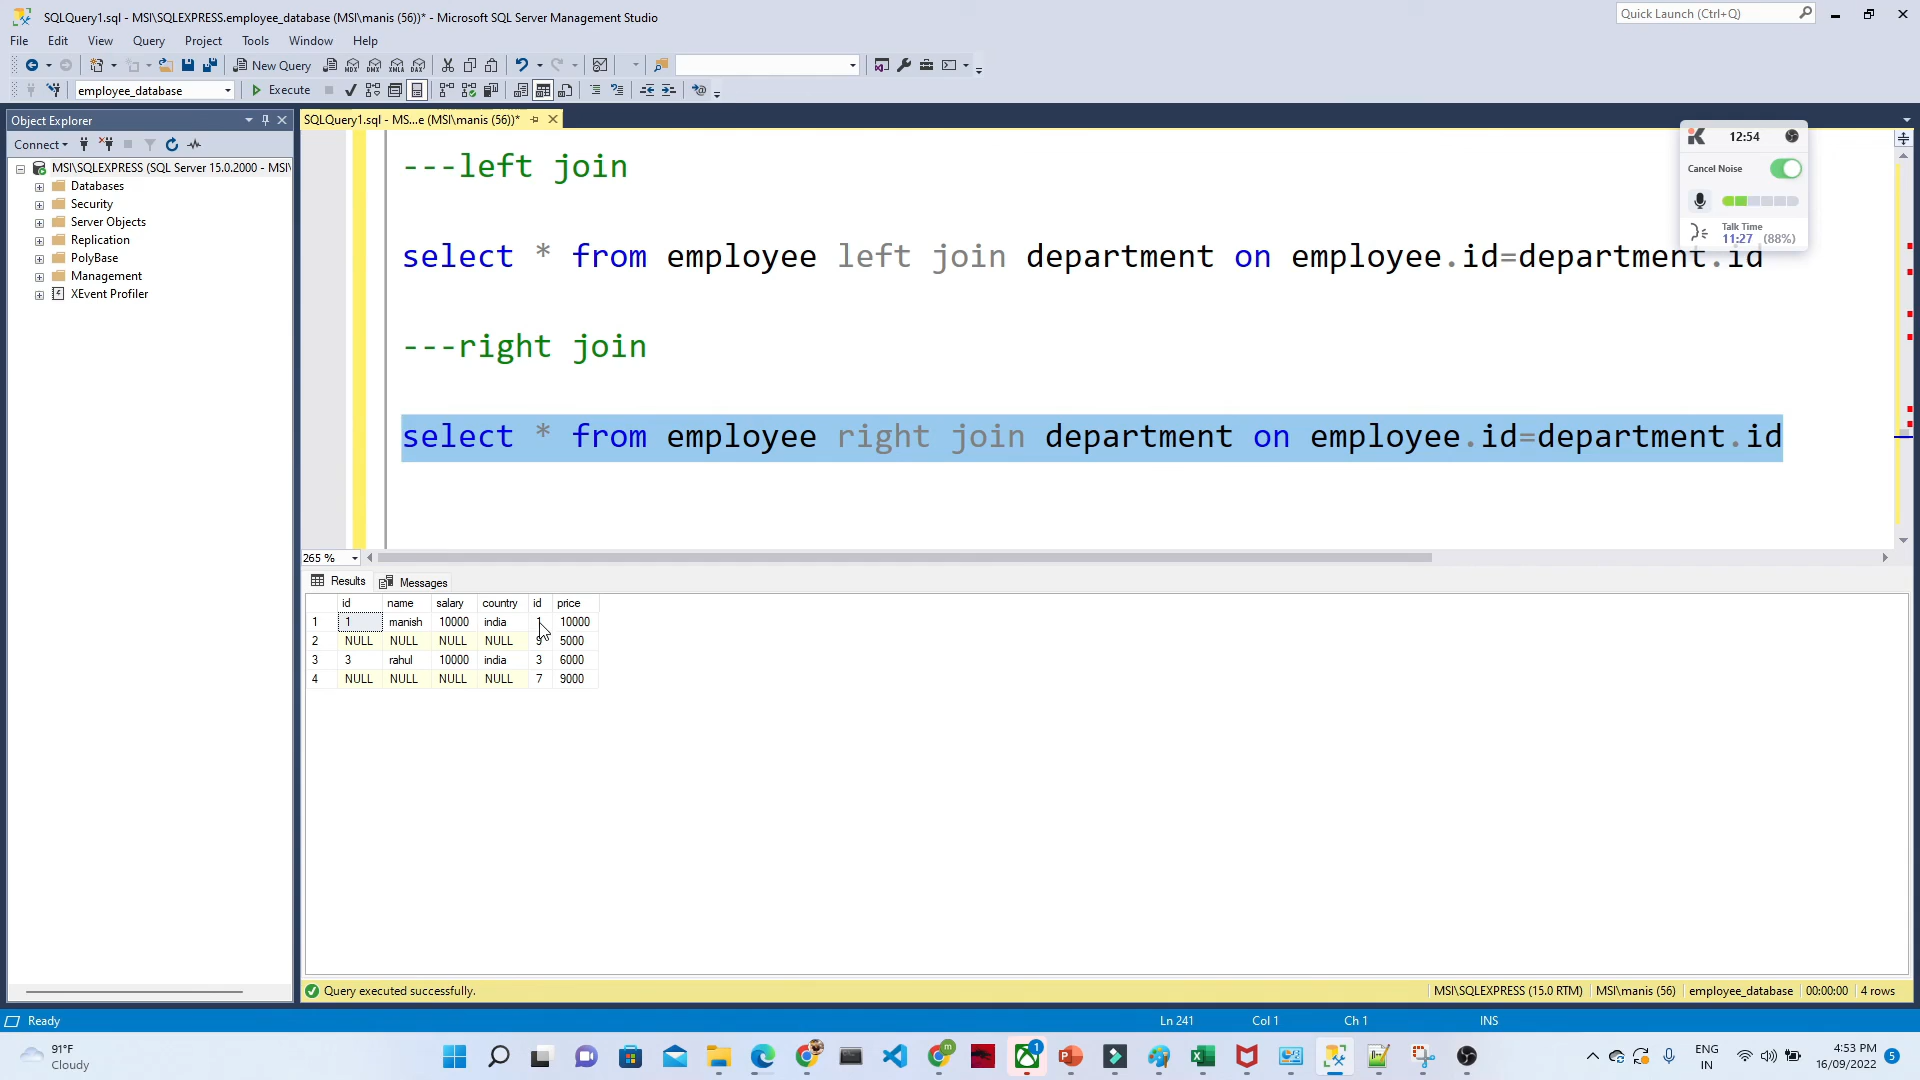 SQLQuery1.sql - MSI\SQLEXPRESS.employee_database (MSI\manis (56))* - Microsoft SQL Server Management Studio
Quick Launch (Ctrl+Q)
File Edit View Query Project Tools Window Help
New Query
employee_database Execute
Object Explorer
SQLQuery1.sql - MS...e (MSI\manis (56))*
Connect
MSI\SQLEXPRESS (SQL Server 15.0.2000 - MSI\
Databases
Security
Server Objects
Replication
PolyBase
Management
XEvent Profiler
12:54
Cancel Noise
Talk Time
11:27 (88%)
---left join
select * from employee left join department on employee.id=department.id
---right join
select * from employee right join department on employee.id=department.id
265 %
Results Messages
id name salary country id price
1 1 manish 10000 india 1 10000
2 NULL NULL NULL NULL 9 5000
3 3 rahul 10000 india 3 6000
4 NULL NULL NULL NULL 7 9000
Query executed successfully.
MSI\SQLEXPRESS (15.0 RTM) MSI\manis (56) employee_database 00:00:00 4 rows
Ready Ln 241 Col 1 Ch 1 INS
91°F
Cloudy
ENG
IN
4:53 PM
16/09/2022
5